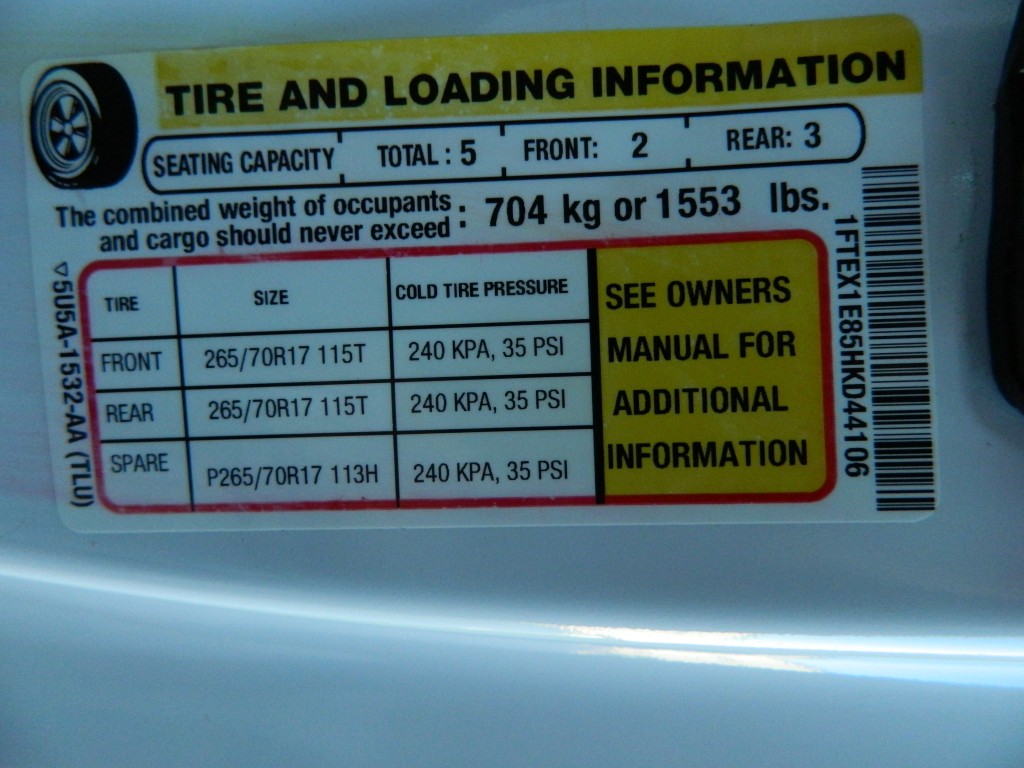 TIRE AND LOADING INFORMATION
SEATING CAPACITY TOTAL : 5 FRONT: 2 REAR: 3
The combined weight of occupants
and cargo should never exceed : 704 kg or 1553 lbs.
TIRE SIZE COLD TIRE PRESSURE
FRONT 265/70R17 115T 240 KPA, 35 PSI
REAR 265/70R17 115T 240 KPA, 35 PSI
SPARE P265/70R17 113H 240 KPA, 35 PSI
SEE OWNERS
MANUAL FOR
ADDITIONAL
INFORMATION
5U5A-1532-AA (TLU)
1FTEX1E85HKD44106